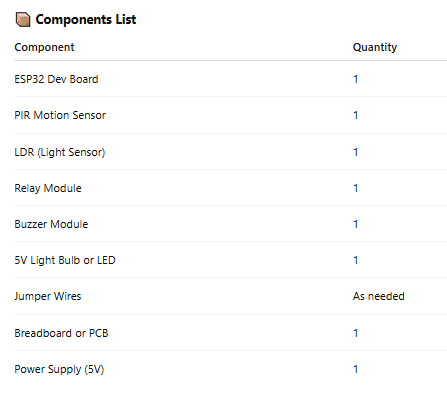 Components List
Component Quantity
ESP32 Dev Board 1
PIR Motion Sensor 1
LDR (Light Sensor) 1
Relay Module 1
Buzzer Module 1
5V Light Bulb or LED 1
Jumper Wires As needed
Breadboard or PCB 1
Power Supply (5V) 1